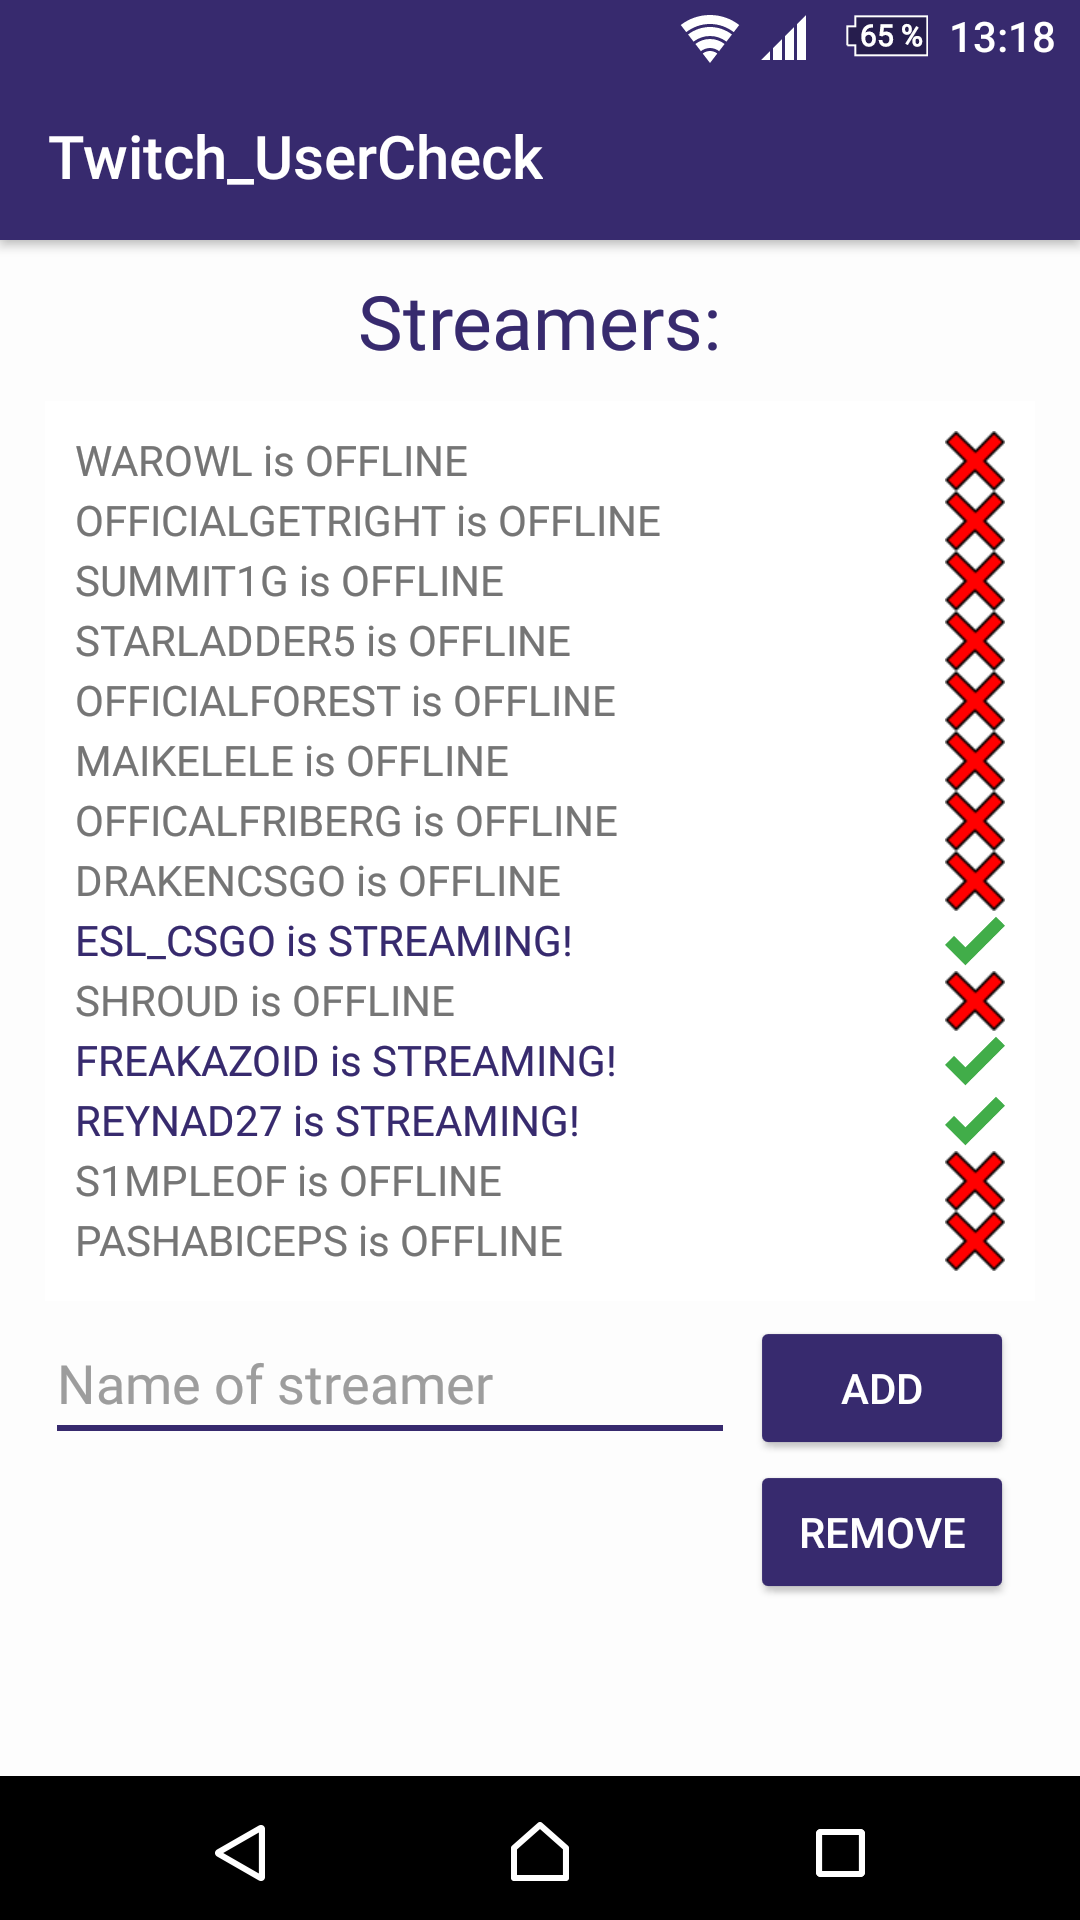 65 % 13:18
Twitch_UserCheck
Streamers:
WAROWL is OFFLINE
OFFICIALGETRIGHT is OFFLINE
SUMMIT1G is OFFLINE
STARLADDER5 is OFFLINE
OFFICIALFOREST is OFFLINE
MAIKELELE is OFFLINE
OFFICALFRIBERG is OFFLINE
DRAKENCSGO is OFFLINE
ESL_CSGO is STREAMING!
SHROUD is OFFLINE
FREAKAZOID is STREAMING!
REYNAD27 is STREAMING!
S1MPLEOF is OFFLINE
PASHABICEPS is OFFLINE
Name of streamer ADD
REMOVE